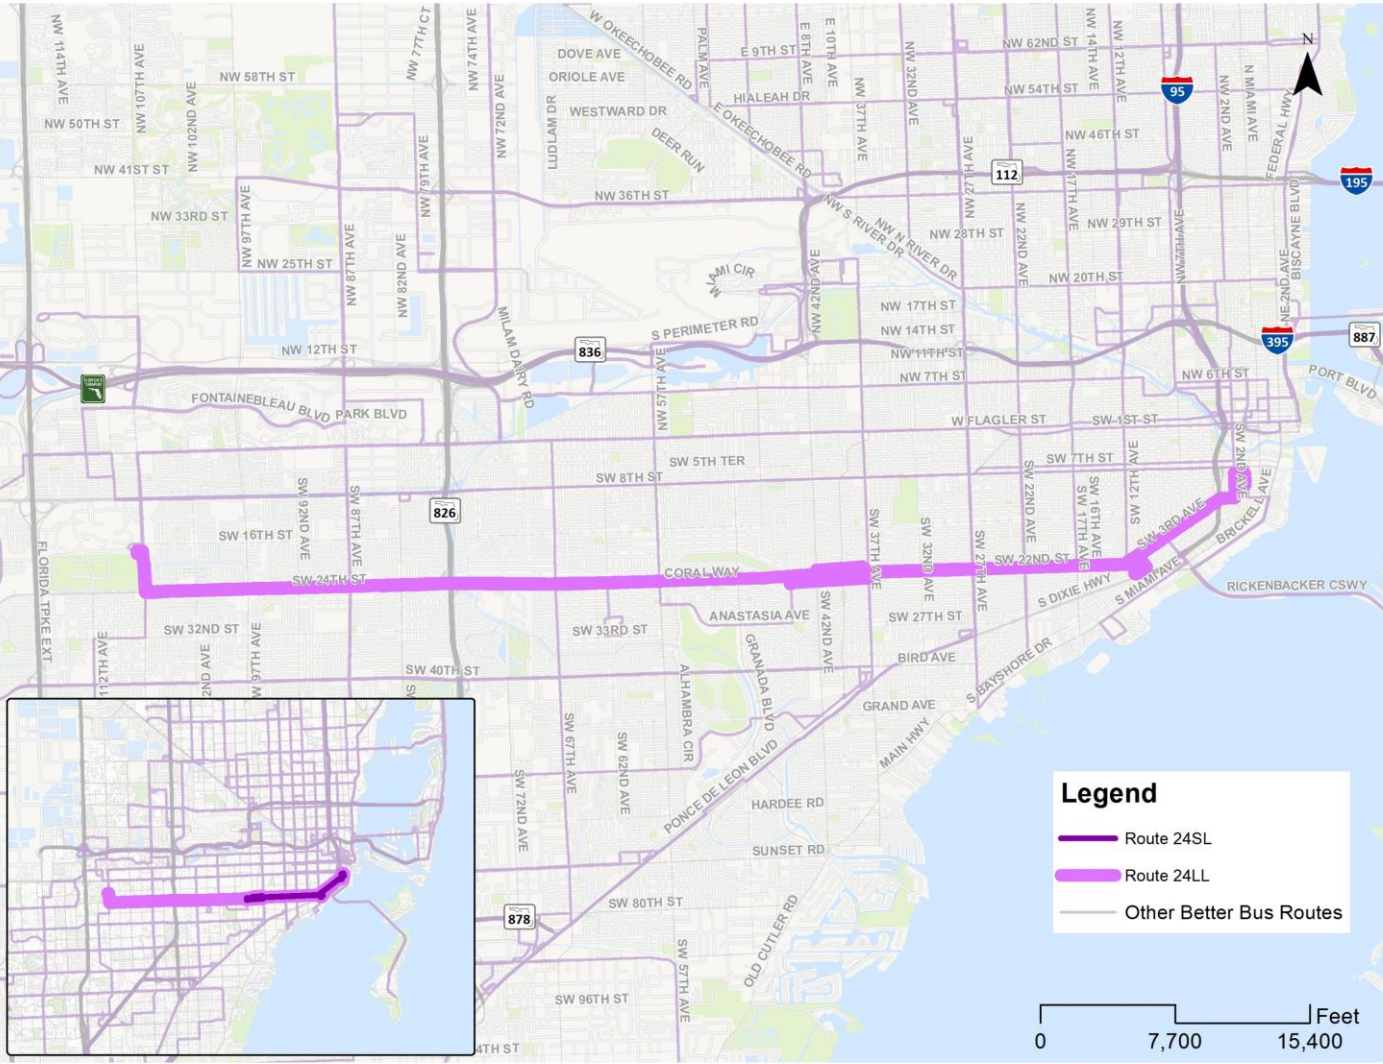 NW 114TH AVE
NW 107TH AVE
NW 102ND AVE
NW 58TH ST
NW 77TH CT
NW 74TH AVE
NW 72ND AVE
DOVE AVE
ORIOLE AVE
WESTWARD DR
LUDLAM DR
DEER RUN
W OKEECHOBEE RD
PALM AVE
E 9TH ST
E 8TH AVE
E 10TH AVE
HIALEAH DR
E OKEECHOBEE RD
NW 37TH AVE
NW 32ND AVE
NW 62ND ST
NW 14TH AVE
NW 12TH AVE
NW 54TH ST
95
NW 2ND AVE
N MIAMI AVE
FEDERAL HWY
N
NW 50TH ST
NW 41ST ST
NW 33RD ST
NW 97TH AVE
NW 25TH ST
NW 87TH AVE
NW 82ND AVE
NW 79TH AVE
NW 36TH ST
NW 46TH ST
NW 27TH AVE
112
NW 17TH AVE
195
NW S RIVER DR
NW N RIVER DR
NW 28TH ST
NW 22ND AVE
NW 29TH ST
NW 7TH AVE
BISCAYNE BLVD
NE 2ND AVE
NW 20TH ST
MIAMI CIR
NW 42ND AVE
NW 17TH ST
NW 14TH ST
NW 11TH ST
NW 7TH ST
S PERIMETER RD
836
MILAM DAIRY RD
NW 12TH ST
NW 57TH AVE
395
887
PORT BLVD
NW 6TH ST
FONTAINEBLEAU BLVD
PARK BLVD
W FLAGLER ST
SW 1ST ST
SW 5TH TER
SW 8TH ST
SW 7TH ST
SW 12TH AVE
SW 2ND AVE
826
SW 92ND AVE
SW 87TH AVE
SW 16TH ST
SW 22ND AVE
SW 16TH AVE
SW 17TH AVE
SW 3RD AVE
BRICKELL AVE
SW 37TH AVE
SW 32ND AVE
SW 27TH AVE
FLORIDA TPKE EXT
SW 24TH ST
CORAL WAY
SW 22ND ST
S DIXIE HWY
S MIAMI AVE
RICKENBACKER CSWY
ANASTASIA AVE
SW 42ND AVE
SW 27TH ST
SW 32ND ST
SW 33RD ST
112TH AVE
2ND AVE
W 97TH AVE
SW 40TH ST
SW
BIRD AVE
S BAYSHORE DR
GRANADA BLVD
ALHAMBRA CIR
GRAND AVE
MAIN HWY
SW 67TH AVE
SW 62ND AVE
SW 72ND AVE
PONCE DE LEON BLVD
HARDEE RD
SUNSET RD
SW 80TH ST
878
OLD CUTLER RD
SW 57TH AVE
SW 96TH ST
4TH ST
Legend
Route 24SL
Route 24LL
Other Better Bus Routes
Feet
0
7,700
15,400